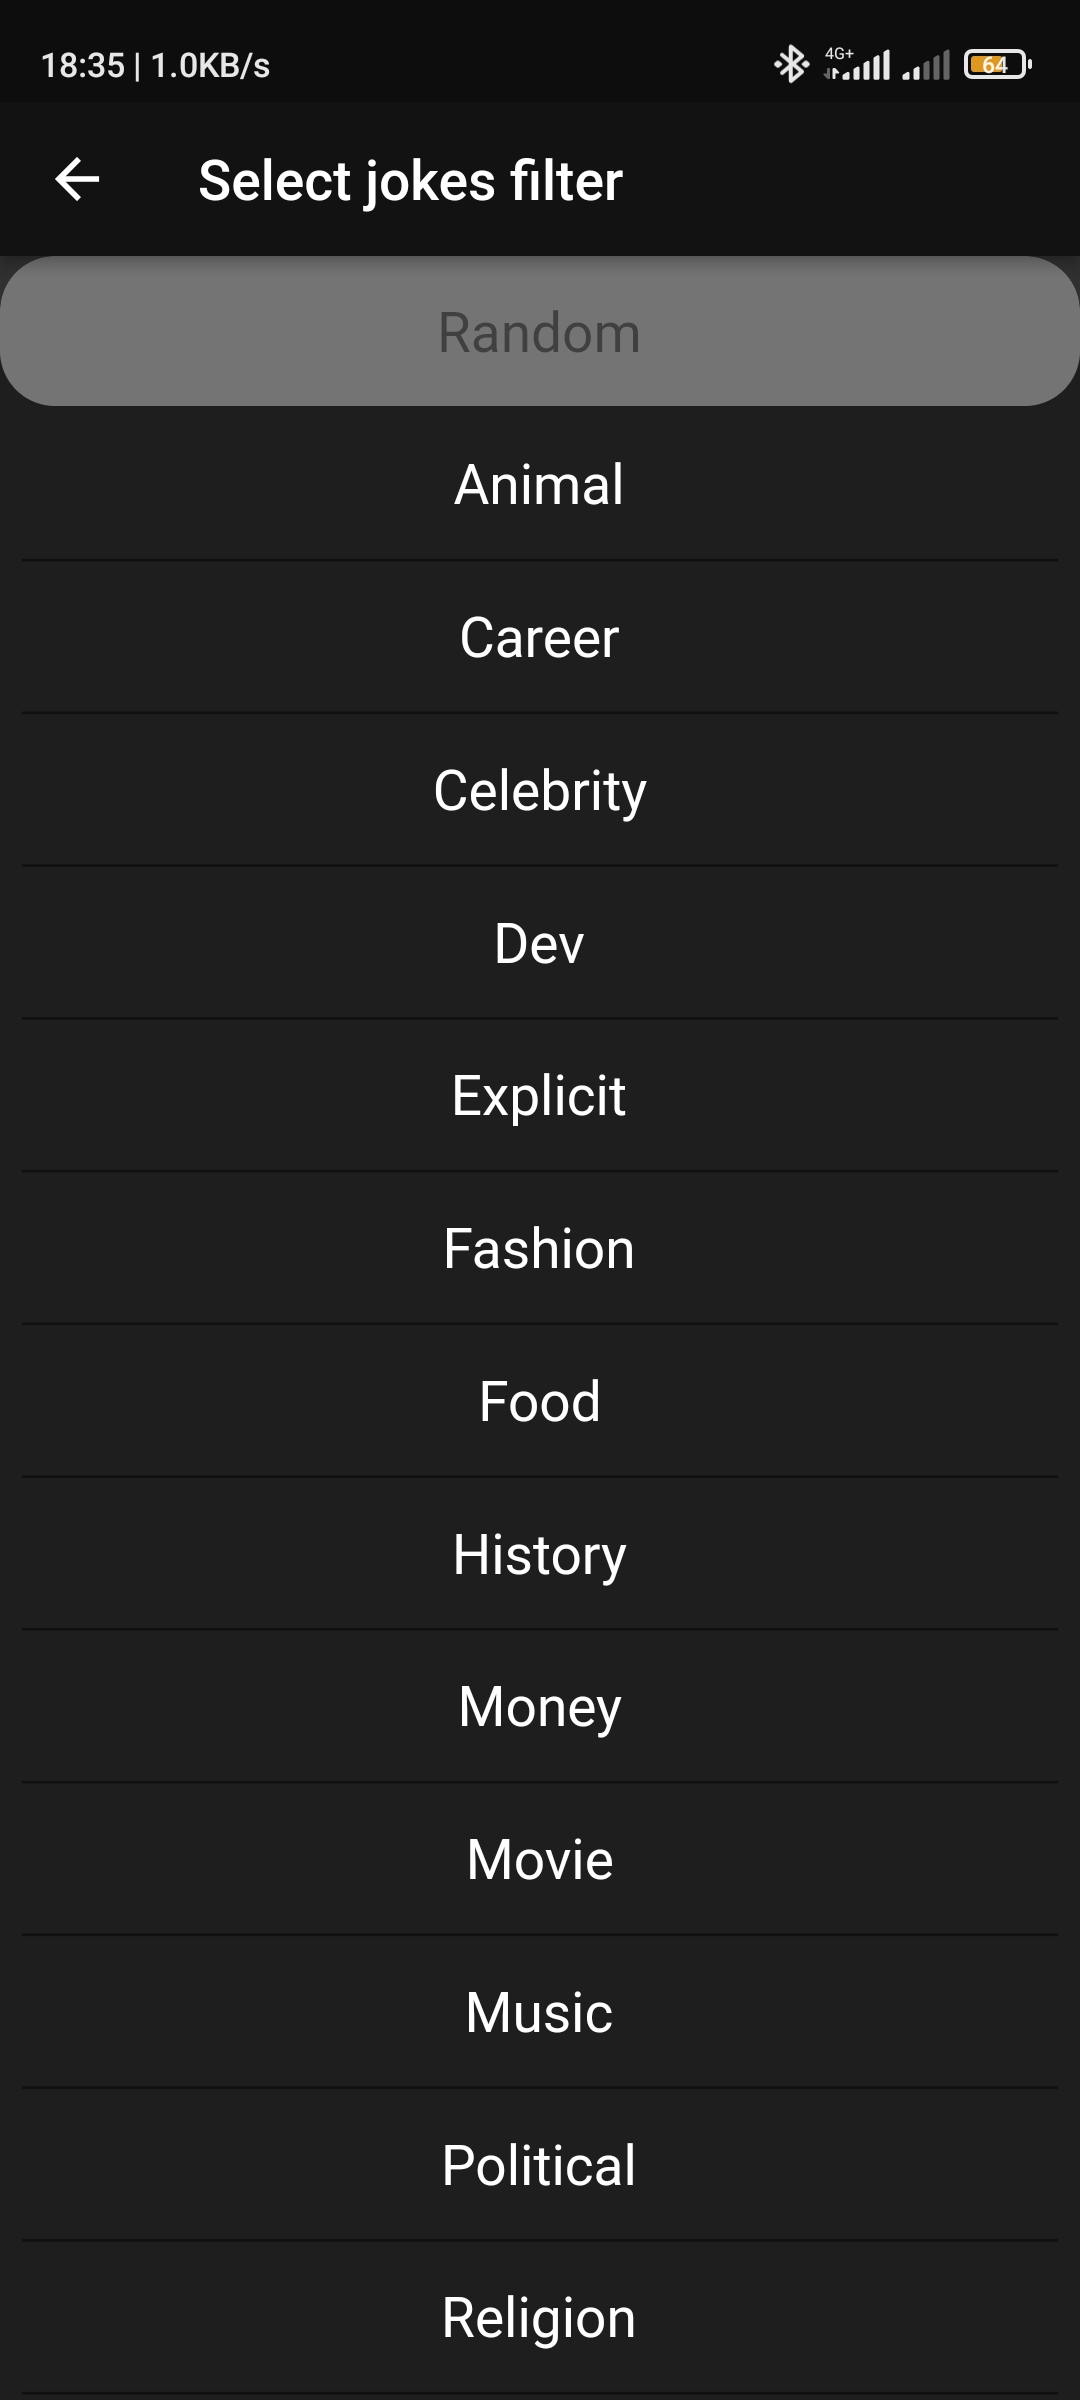 18:35 | 1.0KB/s 4G+ 64
Select jokes filter
Random
Animal
Career
Celebrity
Dev
Explicit
Fashion
Food
History
Money
Movie
Music
Political
Religion